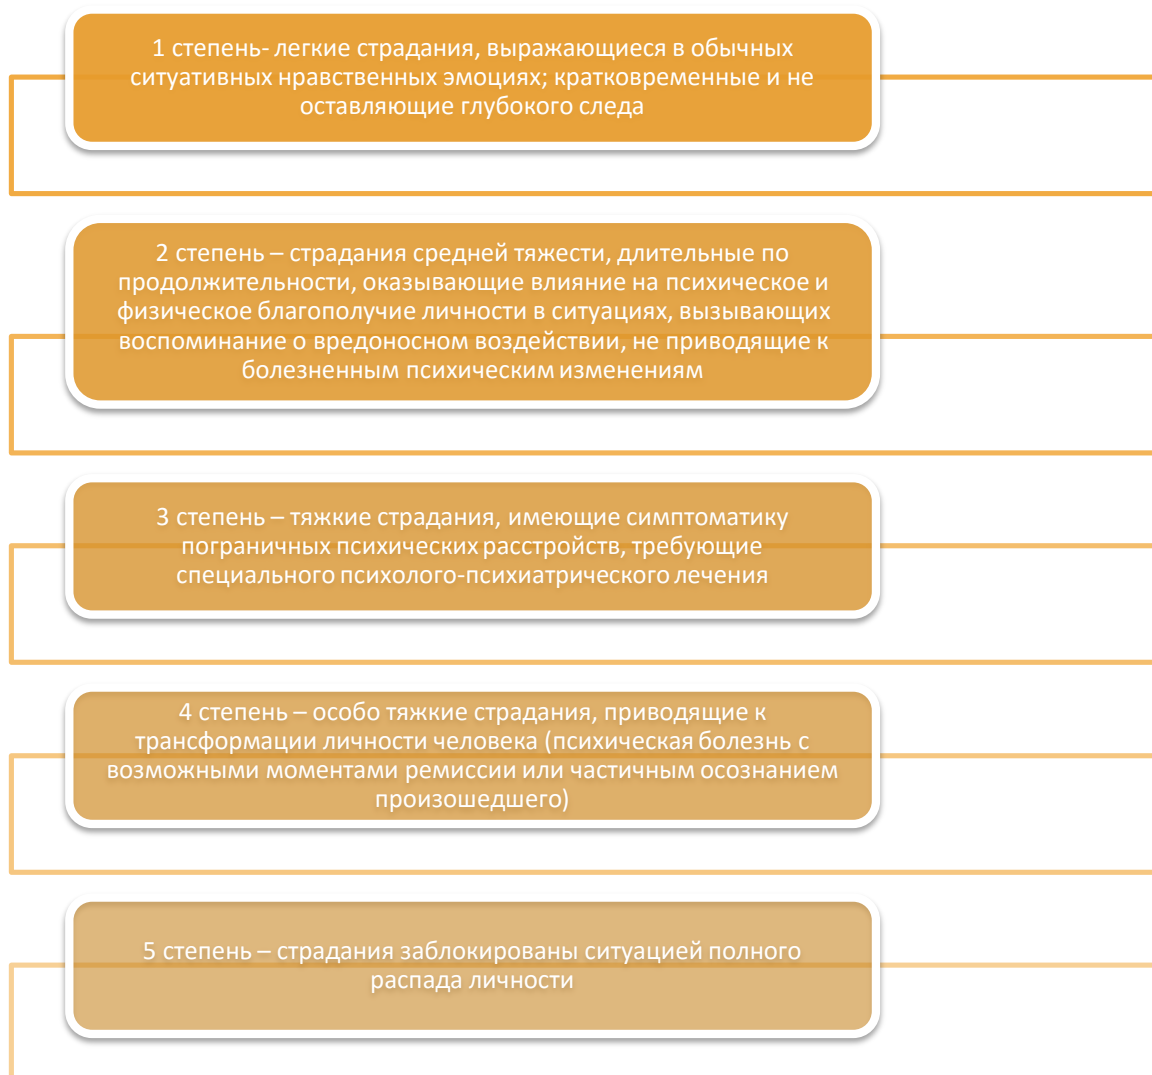 1 степень- легкие страдания, выражающиеся в обычных
ситуативных нравственных эмоциях; кратковременные и не
оставляющие глубокого следа
2 степень – страдания средней тяжести, длительные по
продолжительности, оказывающие влияние на психическое и
физическое благополучие личности в ситуациях, вызывающих
воспоминание о вредоносном воздействии, не приводящие к
болезненным психическим изменениям
3 степень – тяжкие страдания, имеющие симптоматику
пограничных психических расстройств, требующие
специального психолого-психиатрического лечения
4 степень – особо тяжкие страдания, приводящие к
трансформации личности человека (психическая болезнь с
возможными моментами ремиссии или частичным осознанием
произошедшего)
5 степень – страдания заблокированы ситуацией полного
распада личности